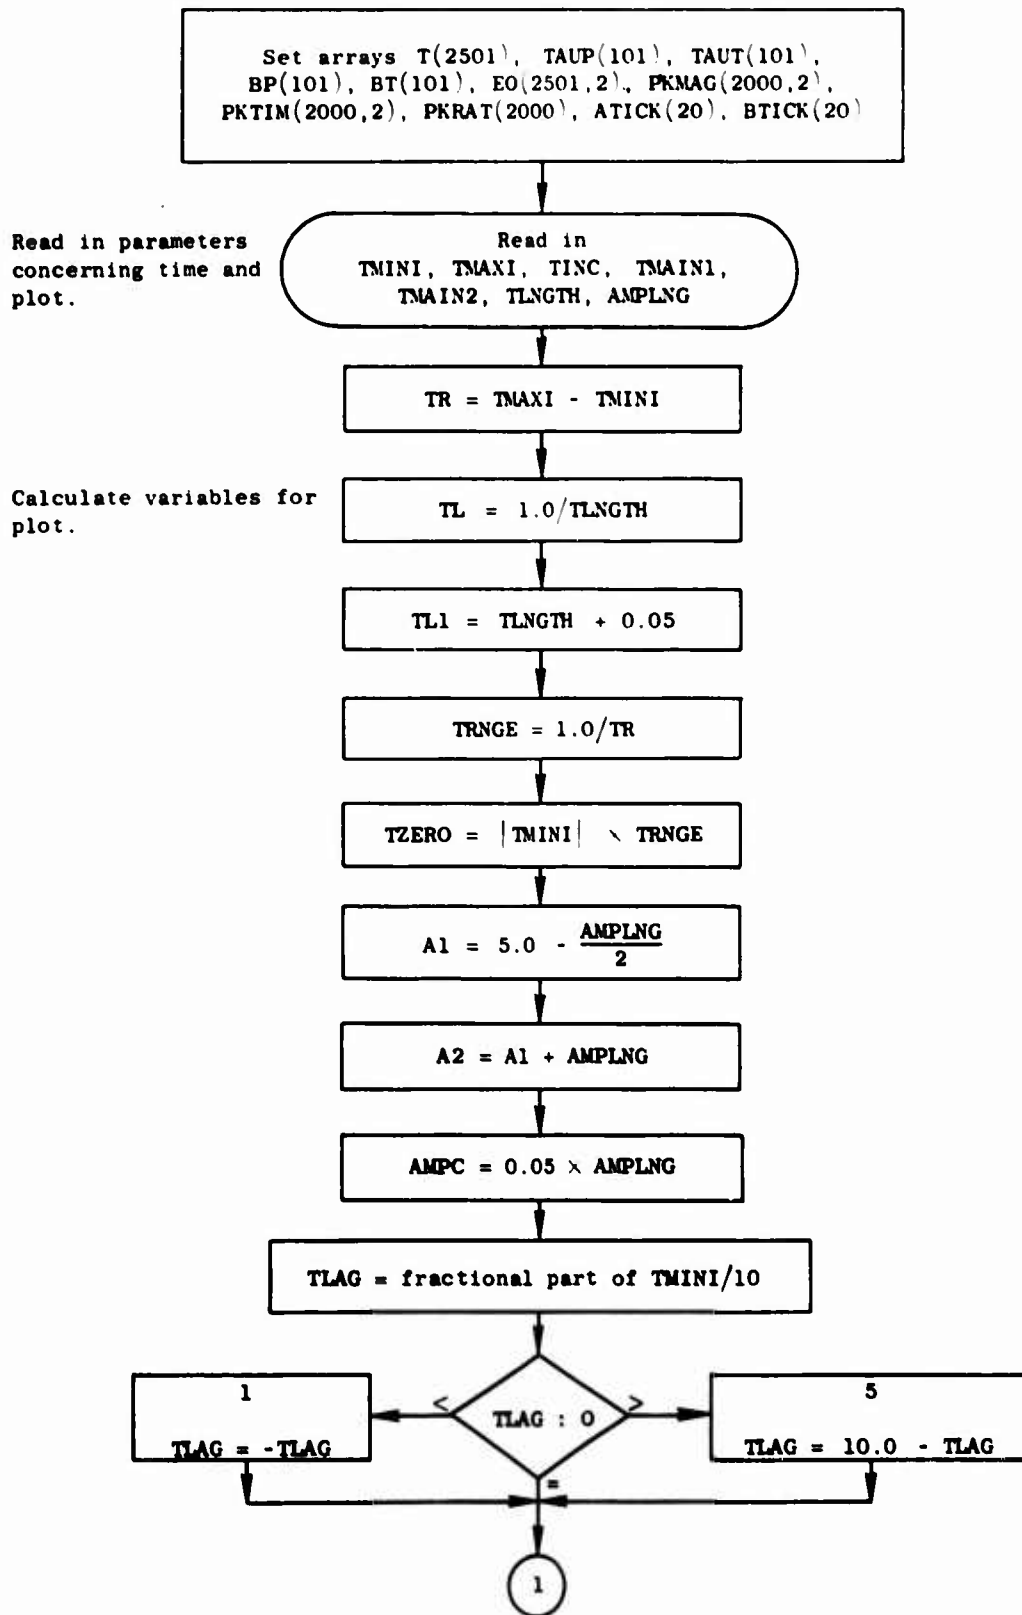 Set arrays T(2501), TAUP(101), TAUT(101),
BP(101), BT(101), EO(2501,2), PKMAG(2000,2),
PKTIM(2000,2), PKRAT(2000), ATICK(20), BTICK(20)
Read in parameters
concerning time and
plot.
Read in
TMINI, TMAXI, TINC, TMAIN1,
TMAIN2, TLNGTH, AMPLNG
TR = TMAXI - TMINI
Calculate variables for
plot.
TL = 1.0/TLNGTH
TL1 = TLNGTH + 0.05
TRNGE = 1.0/TR
TZERO = |TMINI| × TRNGE
A1 = 5.0 - AMPLNG
2
A2 = A1 + AMPLNG
AMPC = 0.05 × AMPLNG
TLAG = fractional part of TMINI/10
1
TLAG = -TLAG
<
TLAG : 0
>
=
5
TLAG = 10.0 - TLAG
1